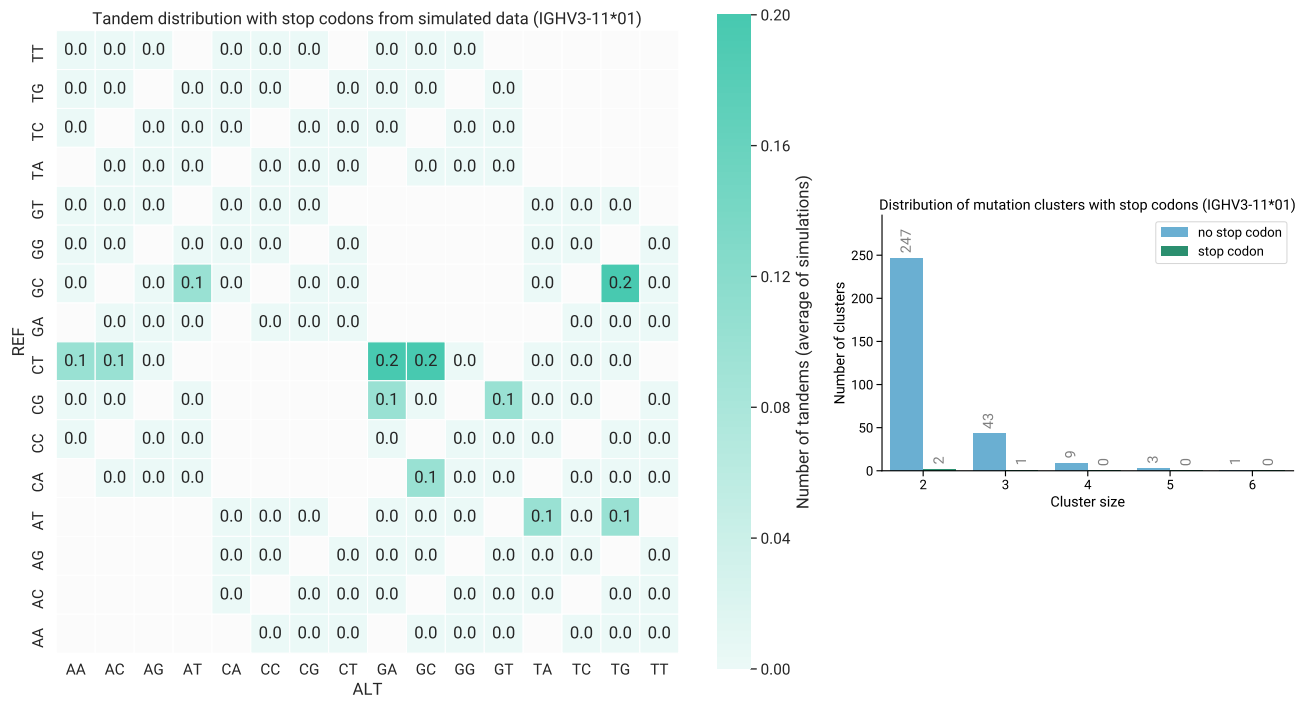 Tandem distribution with stop codons from simulated data (IGHV3-11*01)
REF
TT 0.0 0.0 0.0 0.0 0.0 0.0 0.0 0.0 0.0
TG 0.0 0.0 0.0 0.0 0.0 0.0 0.0 0.0 0.0
TC 0.0 0.0 0.0 0.0 0.0 0.0 0.0 0.0 0.0
TA 0.0 0.0 0.0 0.0 0.0 0.0 0.0 0.0 0.0
GT 0.0 0.0 0.0 0.0 0.0 0.0 0.0 0.0 0.0
GG 0.0 0.0 0.0 0.0 0.0 0.0 0.0 0.0 0.0
GC 0.0 0.0 0.1 0.0 0.0 0.0 0.0 0.2 0.0
GA 0.0 0.0 0.0 0.0 0.0 0.0 0.0 0.0 0.0
CT 0.1 0.1 0.0 0.2 0.2 0.0 0.0 0.0 0.0
CG 0.0 0.0 0.0 0.1 0.0 0.1 0.0 0.0 0.0
CC 0.0 0.0 0.0 0.0 0.0 0.0 0.0 0.0 0.0
CA 0.0 0.0 0.0 0.1 0.0 0.0 0.0 0.0 0.0
AT 0.0 0.0 0.0 0.0 0.0 0.0 0.1 0.0 0.1
AG 0.0 0.0 0.0 0.0 0.0 0.0 0.0 0.0 0.0
AC 0.0 0.0 0.0 0.0 0.0 0.0 0.0 0.0 0.0
AA 0.0 0.0 0.0 0.0 0.0 0.0 0.0 0.0 0.0
AA AC AG AT CA CC CG CT GA GC GG GT TA TC TG TT
ALT
0.20
0.16
0.12
0.08
0.04
0.00
Number of tandems (average of simulations)
Distribution of mutation clusters with stop codons (IGHV3-11*01)
no stop codon
stop codon
Number of clusters
250
200
150
100
50
0
247 2 43 1 9 0 3 0 1 0
2 3 4 5 6
Cluster size